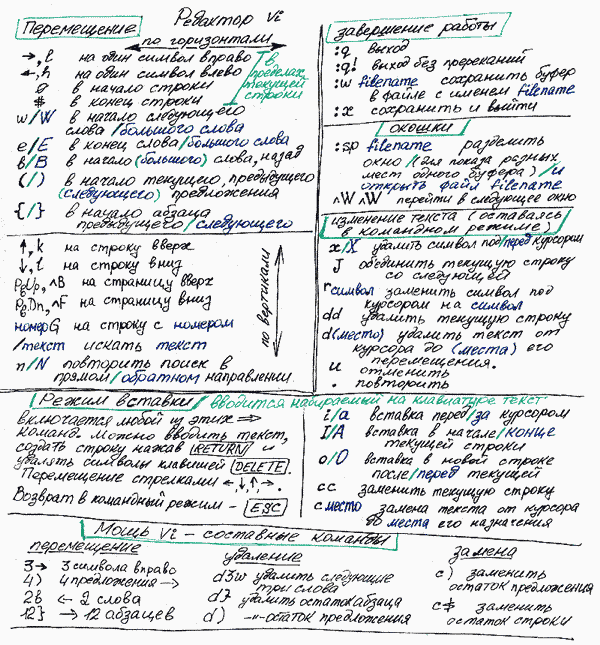 Редактор vi
Перемещение
по горизонтали
→, l на один символ вправо
←, h на один символ влево
в пределах текущей строки
0 в начало строки
$ в конец строки
w/W в начало следующего
слова /большого слова
e/E в конец слова/большого слова
b/B в начало (большого) слова, назад
(/) в начало текущего, предыдущего
(следующего) предложения
{/} в начало абзаца
предыдущего/следующего
↑, k на строку вверх
↓, l на строку вниз
PgUp, ^B на страницу вверх
PgDn, ^F на страницу вниз
номерG на строку с номером
/текст искать текст
n/N повторить поиск в
прямом/обратном направлении
по вертикали
завершение работы
:q выход
:q! выход без пререканий
:w filename сохранить буфер
в файле с именем filename
:x сохранить и выйти
окошки
:sp filename разделить
окно /(для показа разных
мест одного буфера) /и
открыть файл filename
^W ^W перейти в следующее окно
изменение текста (оставаясь
в командном режиме)
x/X удалить символ под/перед курсором
J объединить текущую строку
со следующей
rсимвол заменить символ под
курсором на символ
dd удалить текущую строку
d(место) удалить текст от
курсора до (места) его
перемещения.
u отменить
. повторить
Режим вставки /вводится набираемый на клавиатуре текст
включается любой из этих ⇒
команд. Можно вводить текст,
создать строку нажав RETURN и
удалять символы клавишей DELETE.
Перемещение стрелками ←,↓,↑,→.
Возврат в командный режим – ESC
i/a вставка перед/за курсором
I/A вставка в начале/конце
текущей строки
o/O вставка в новой строке
после/перед текущей
cc заменить текущую строку
cместо замена текста от курсора
до места его назначения
Мощь vi – составные команды
перемещение
3→ 3 символа вправо
4) 4 предложения →
2b ← 2 слова
12} → 12 абзацев
удаление
d3w удалить следующие
три слова
d} удалить остаток абзаца
d) -"- остаток предложения
замена
c) заменить
остаток предложения
c$ заменить
остаток строки